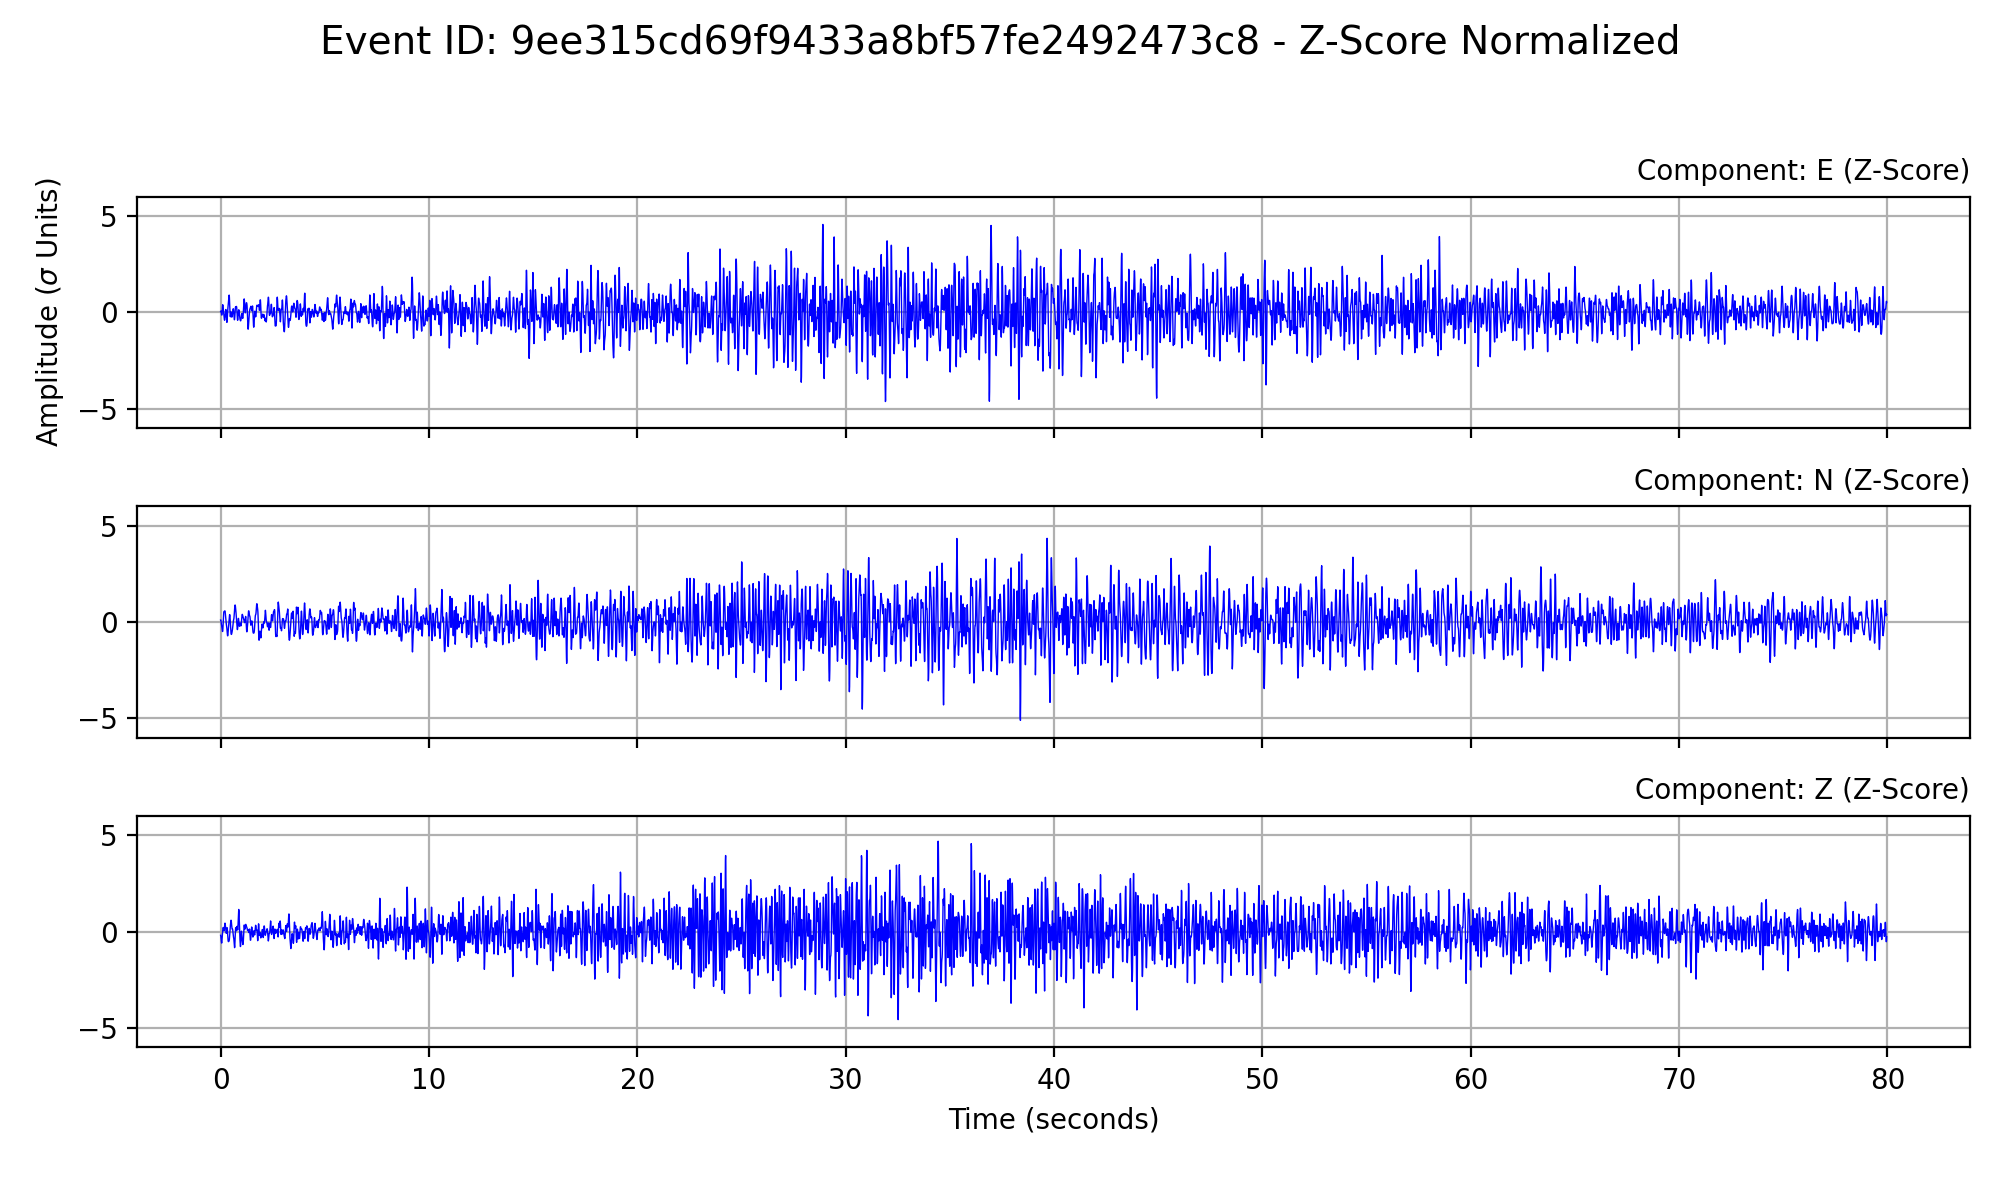 Event ID: 9ee315cd69f9433a8bf57fe2492473c8 - Z-Score Normalized
Component: E (Z-Score)
Amplitude (σ Units)
5
0
−5
Component: N (Z-Score)
5
0
−5
Component: Z (Z-Score)
5
0
−5
0 10 20 30 40 50 60 70 80
Time (seconds)